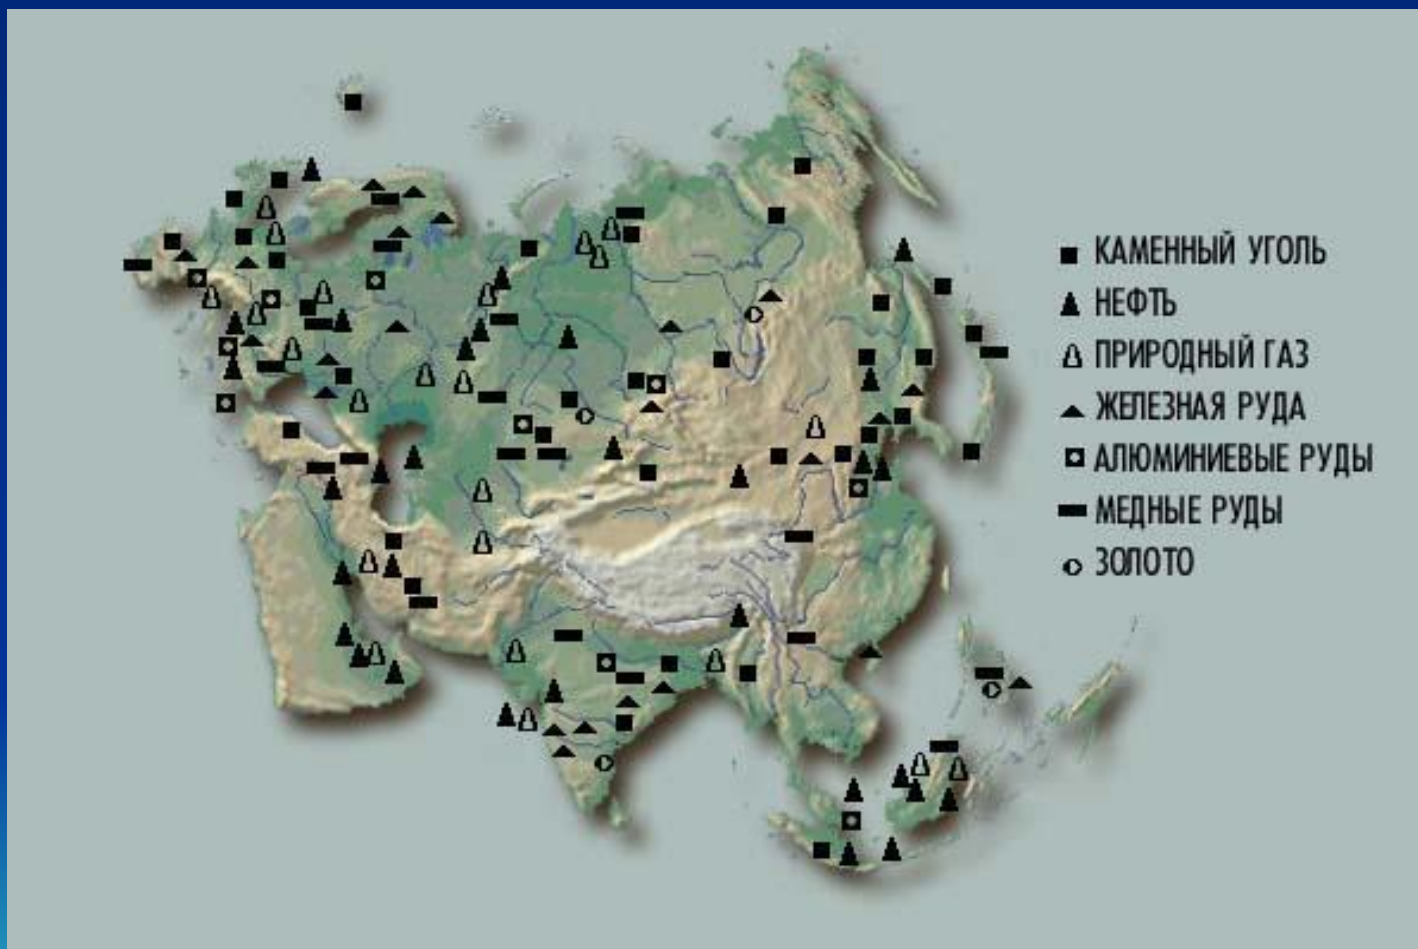 КАМЕННЫЙ УГОЛЬ
НЕФТЬ
ПРИРОДНЫЙ ГАЗ
ЖЕЛЕЗНАЯ РУДА
АЛЮМИНИЕВЫЕ РУДЫ
МЕДНЫЕ РУДЫ
ЗОЛОТО